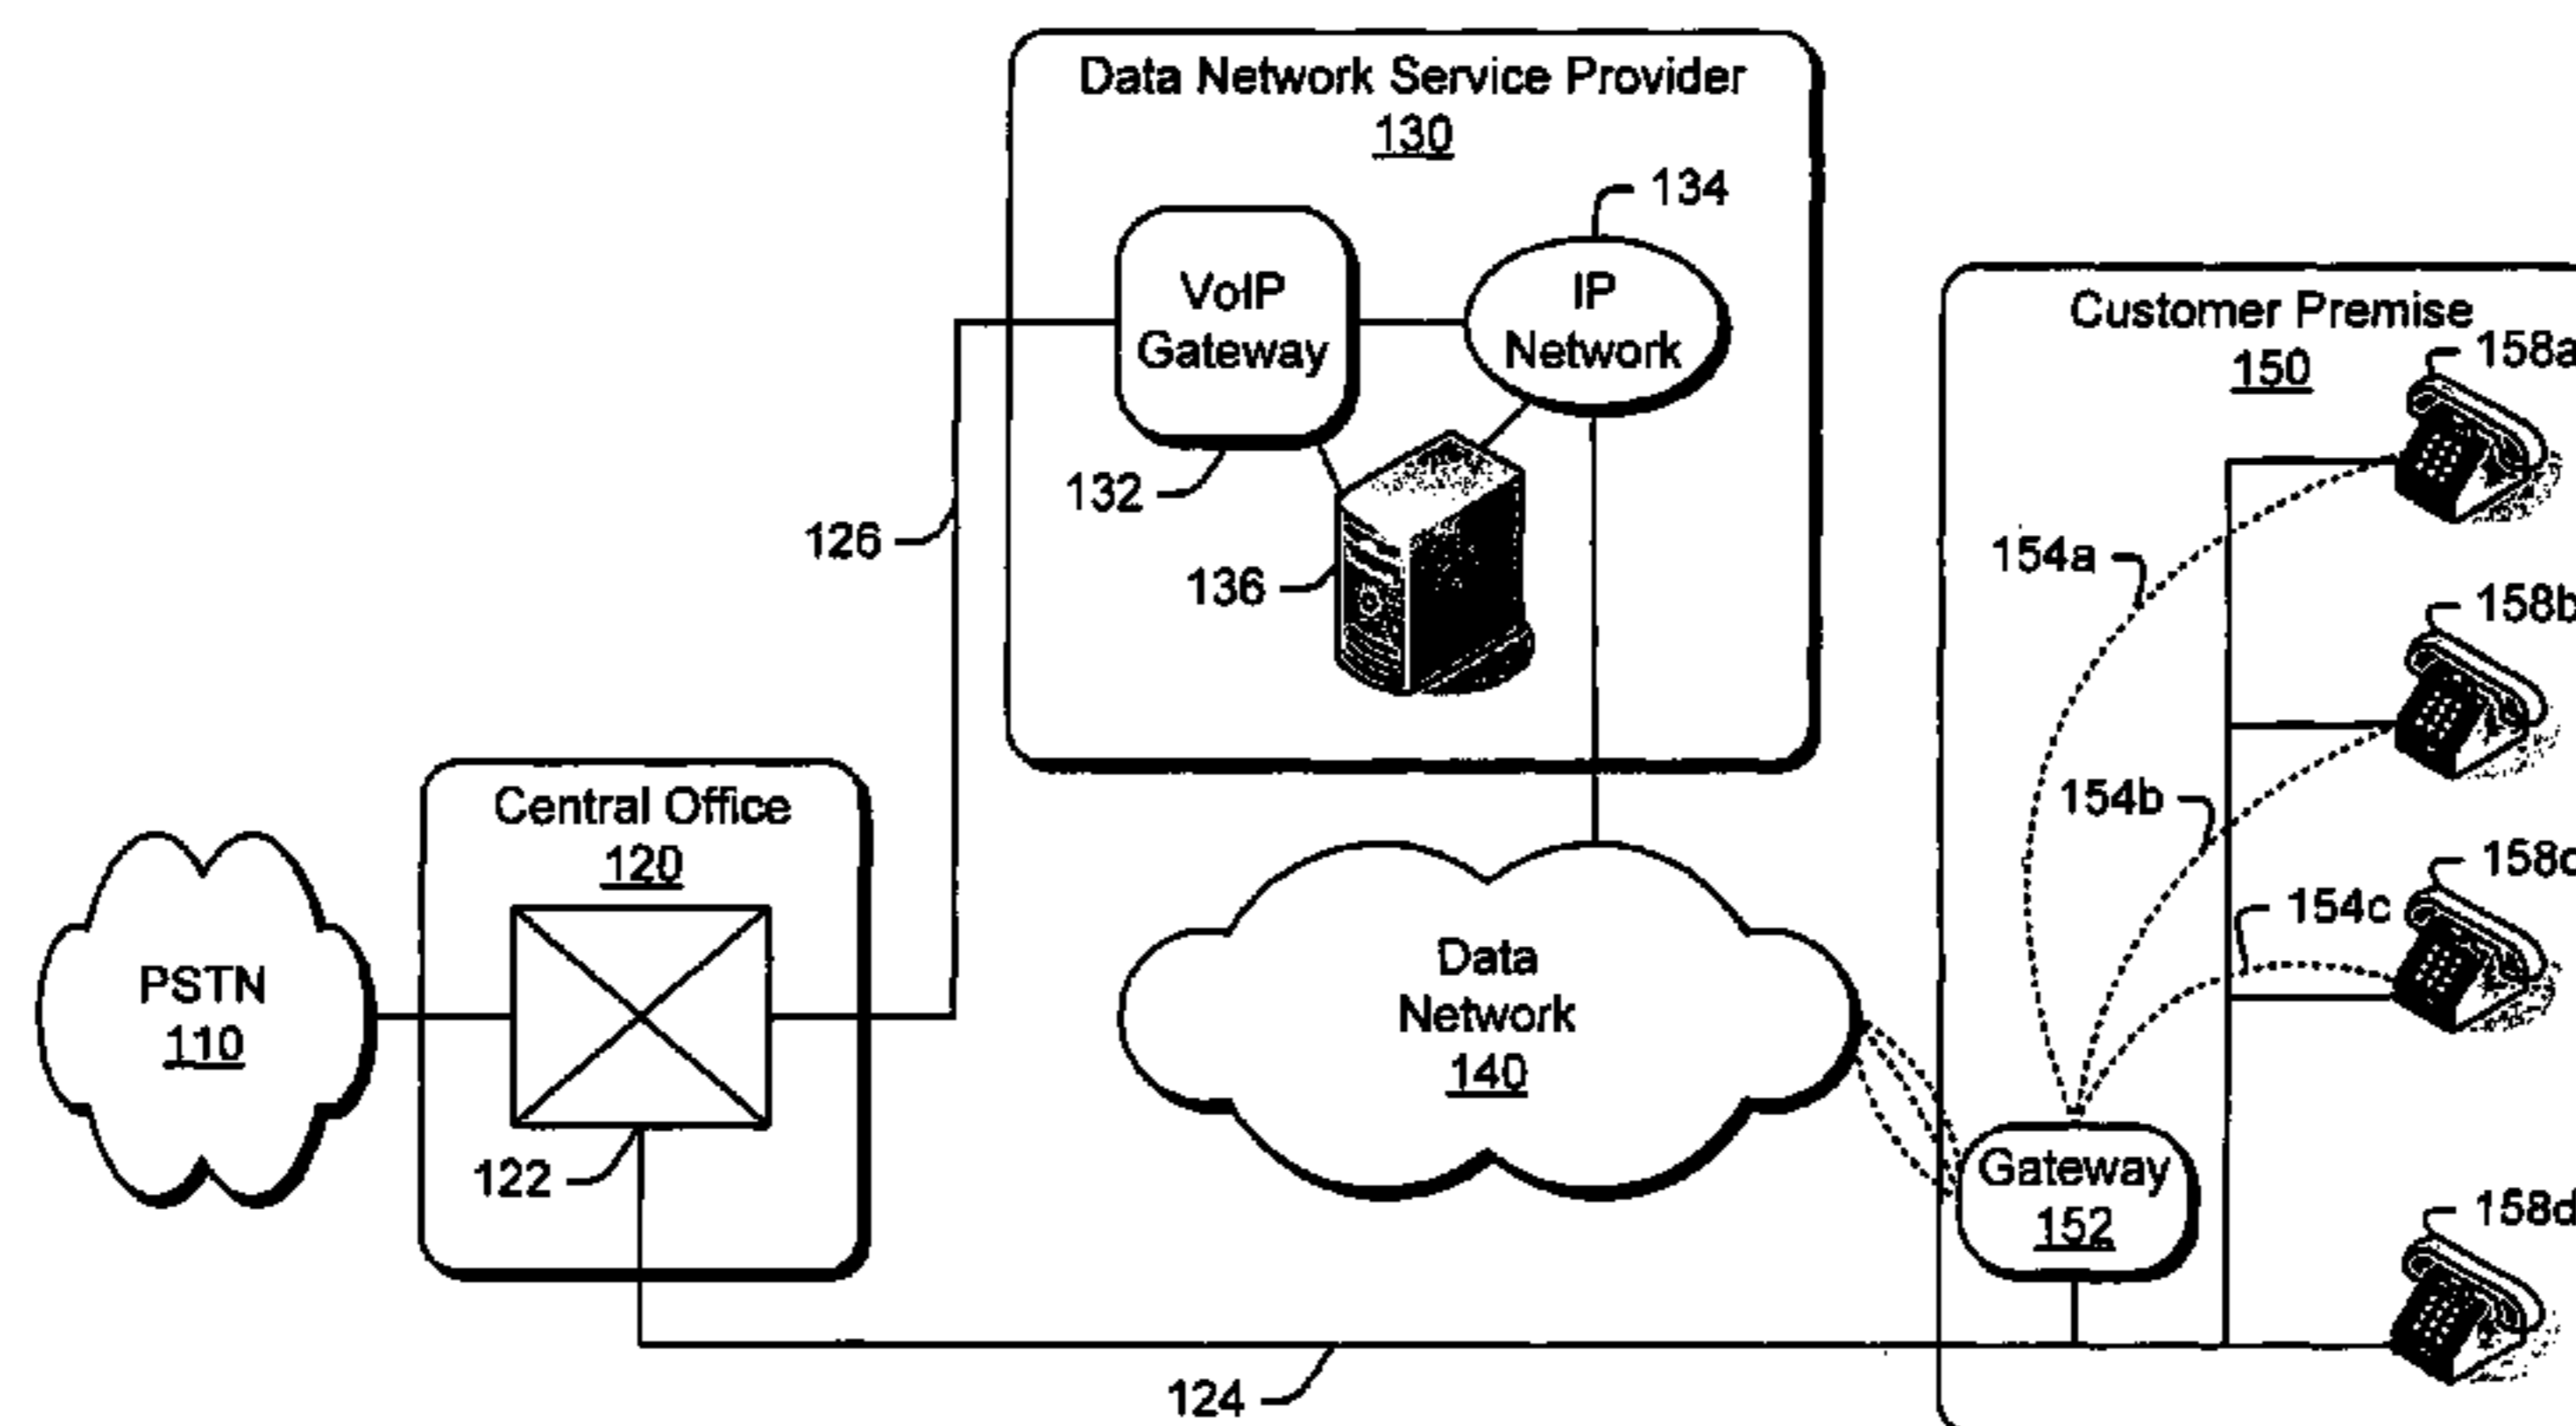 Data Network Service Provider
130
134
VoIP
Gateway
IP
Network
132
126
136
Customer Premise
150
158a
154a
158b
154b
158c
154c
Central Office
120
PSTN
110
122
Data
Network
140
Gateway
152
158d
124